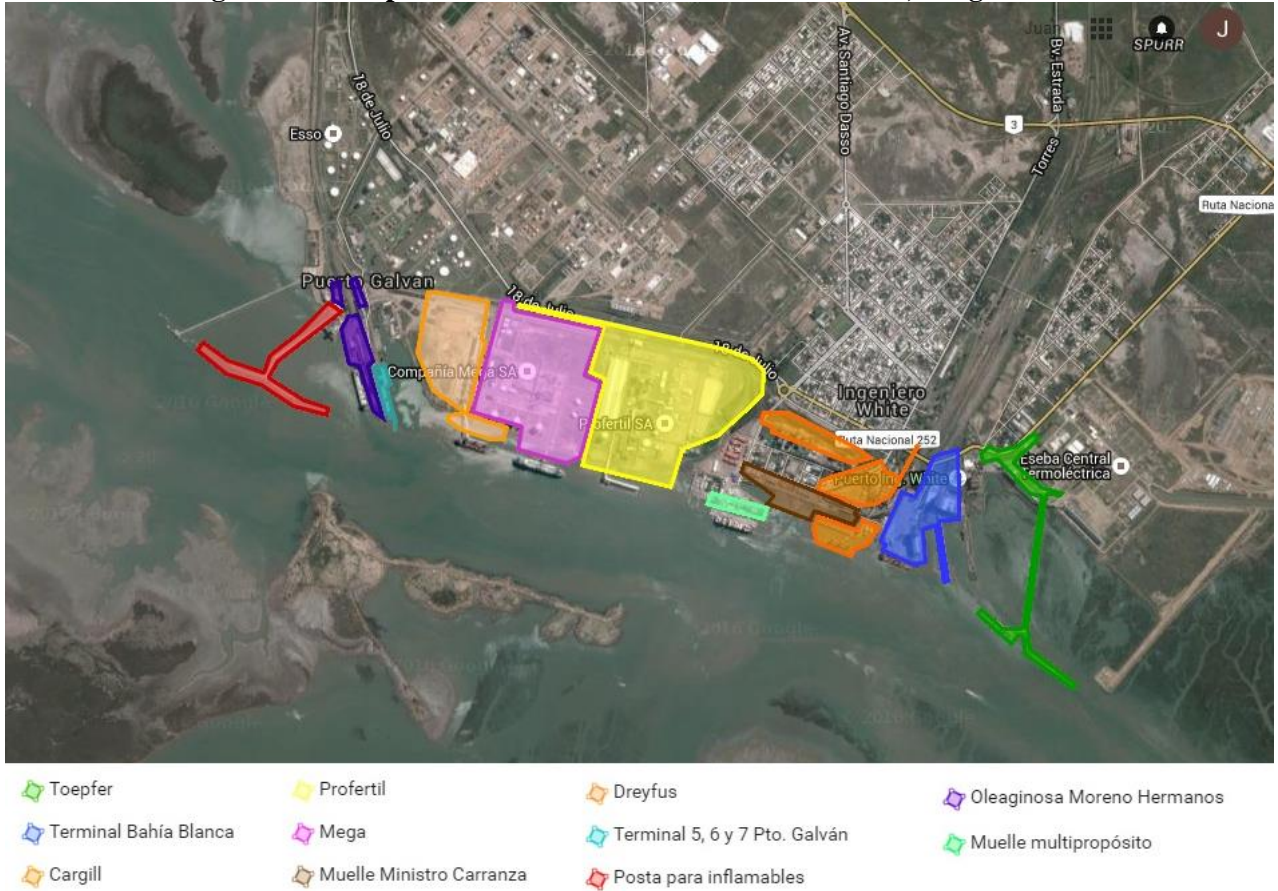 Juan
SPURR
J
18 de Julio
Av. Santiago Dasso
Bv. Estrada
Esso
3
Torres
Ruta Naciona
Puerto Galvan
18 de Julio
18 de Julio
Compañía Mega SA
Ingeniero
White
Profertil SA
Ruta Nacional 252
Puerto Ing. White
Eseba Central
Termoléctrica
Toepfer
Profertil
Dreyfus
Oleaginosa Moreno Hermanos
Terminal Bahía Blanca
Mega
Terminal 5, 6 y 7 Pto. Galván
Muelle multipropósito
Cargill
Muelle Ministro Carranza
Posta para inflamables